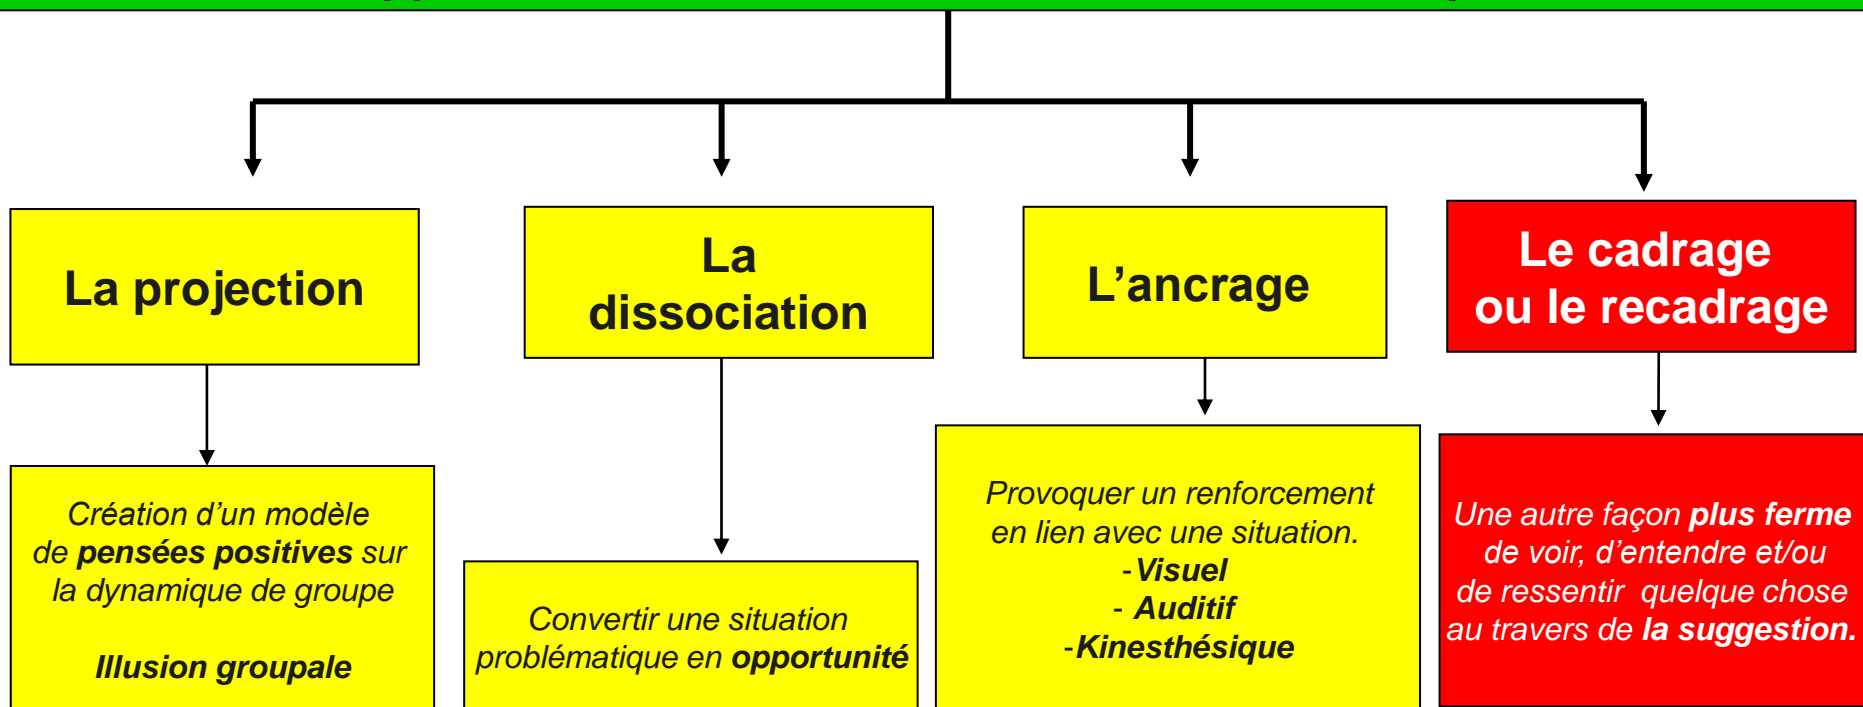 La projection
La
dissociation
L’ancrage
Le cadrage
ou le recadrage
Création d’un modèle
de pensées positives sur
la dynamique de groupe
Illusion groupale
Convertir une situation
problématique en opportunité
Provoquer un renforcement
en lien avec une situation.
-Visuel
- Auditif
-Kinesthésique
Une autre façon plus ferme
de voir, d’entendre et/ou
de ressentir quelque chose
au travers de la suggestion.